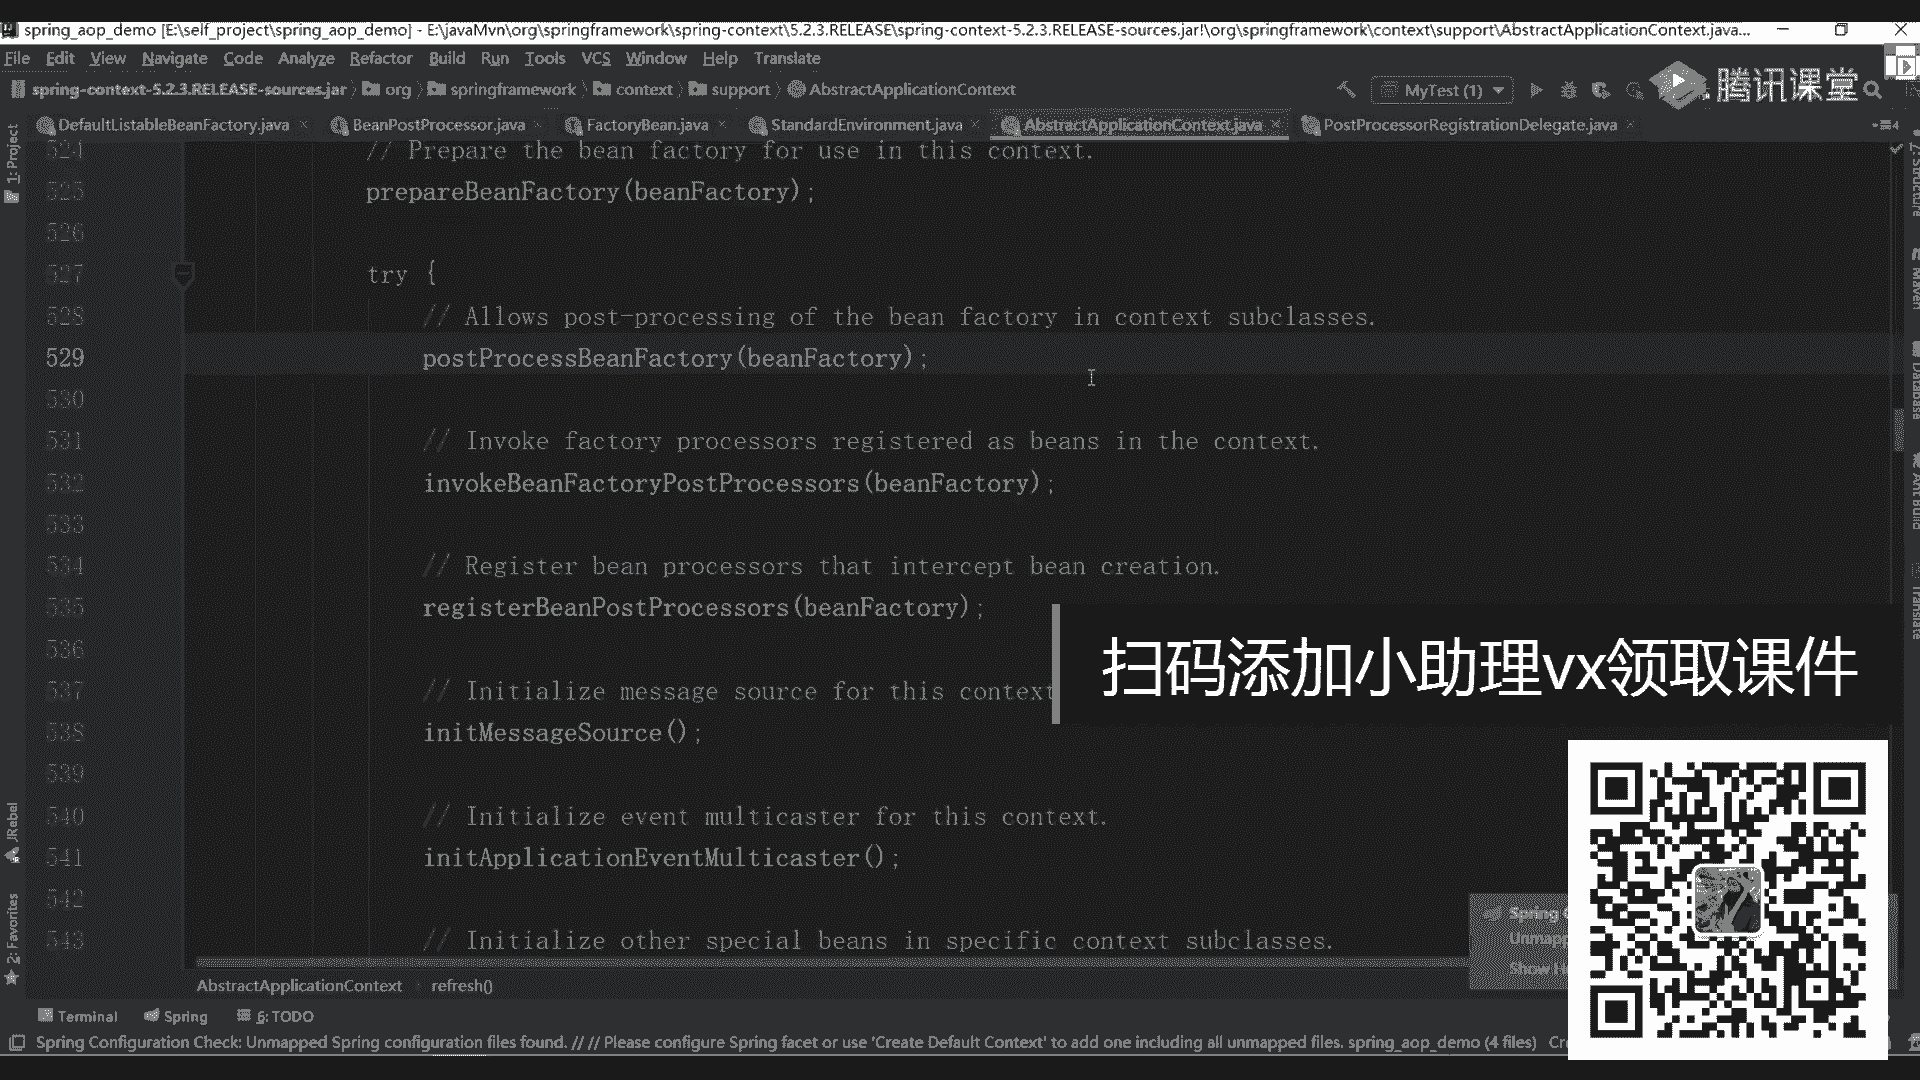 spring_aop_demo [E:\self_project\spring_aop_demo] - E:\javaMvn\org\springframework\spring-context\5.2.3.RELEASE\spring-context-5.2.3.RELEASE-sources.jar!\org\springframework\context\support\AbstractApplicationContext.java...
File Edit View Navigate Code Analyze Refactor Build Run Tools VCS Window Help Translate
spring-context-5.2.3.RELEASE-sources.jar org springframework context support AbstractApplicationContext MyTest (1) 腾讯课堂
DefaultListableBeanFactory.java BeanPostProcessor.java FactoryBean.java StandardEnvironment.java AbstractApplicationContext.java PostProcessorRegistrationDelegate.java
1: Project
7: Structure
Maven
Database
Ant Build
Translate
524 // Prepare the bean factory for use in this context.
525 prepareBeanFactory(beanFactory);
526
527 try {
528 // Allows post-processing of the bean factory in context subclasses.
529 postProcessBeanFactory(beanFactory);
530
531 // Invoke factory processors registered as beans in the context.
532 invokeBeanFactoryPostProcessors(beanFactory);
533
534 // Register bean processors that intercept bean creation.
535 registerBeanPostProcessors(beanFactory);
536
537 // Initialize message source for this context
538 initMessageSource();
539
540 // Initialize event multicaster for this context.
541 initApplicationEventMulticaster();
542
543 // Initialize other special beans in specific context subclasses.
扫码添加小助理vx领取课件
JRebel
2: Favorites
Spring
Unmapp
Show
AbstractApplicationContext refresh()
Terminal Spring 6: TODO
Spring Configuration Check: Unmapped Spring configuration files found. // // Please configure Spring facet or use 'Create Default Context' to add one including all unmapped files. spring_aop_demo (4 files)